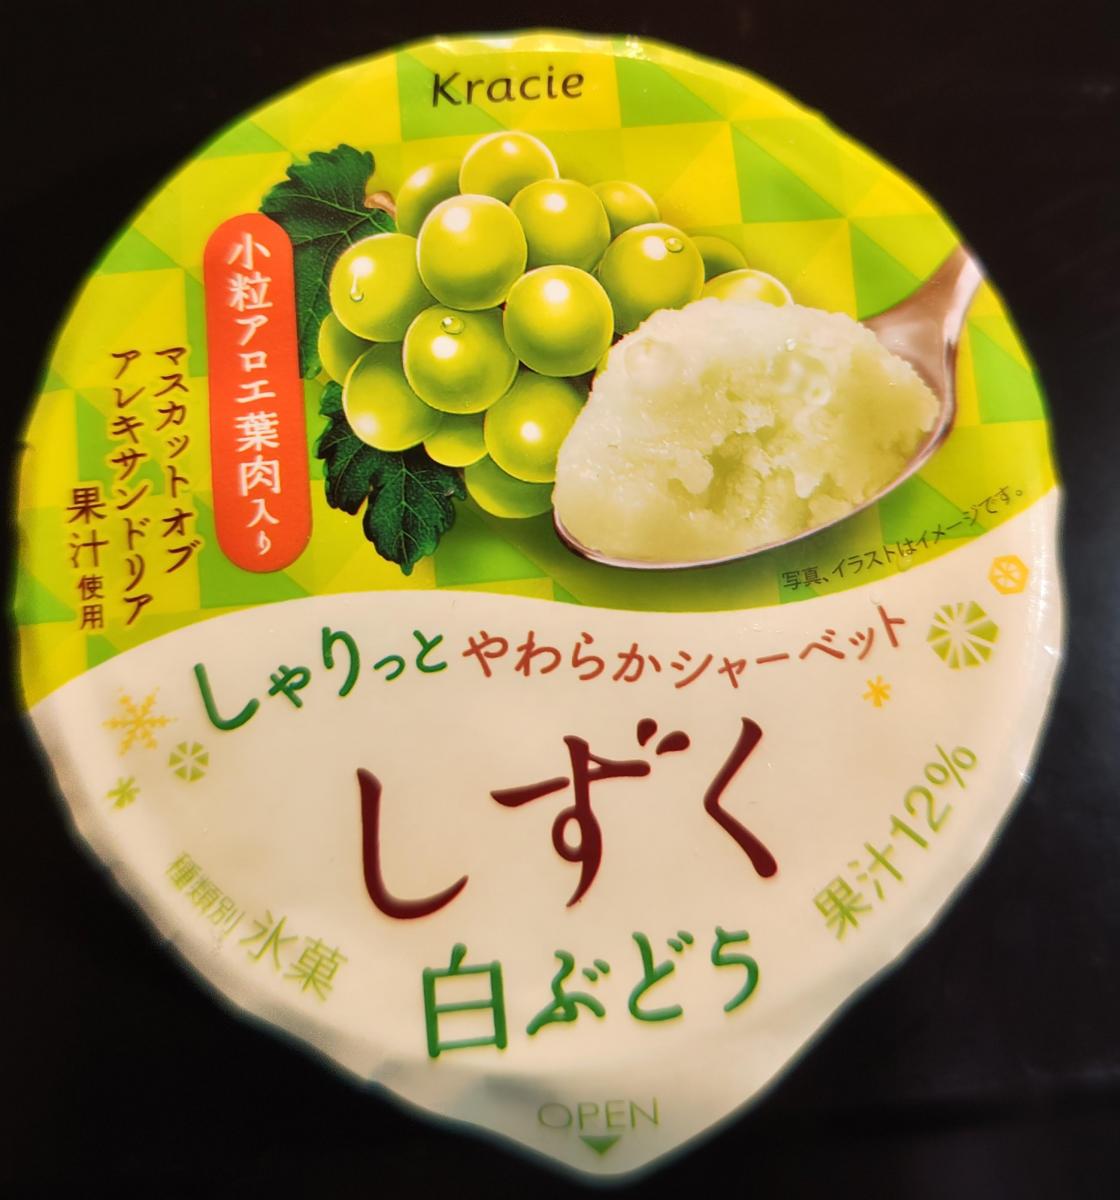 Kracie
小粒アロエ葉肉入り
マスカットオブ
アレキサンドリア
果汁使用
写真、イラストはイメージです。
しゃりっとやわらかシャーベット
しずく
白ぶどう
果汁12%
種類別 氷菓
OPEN